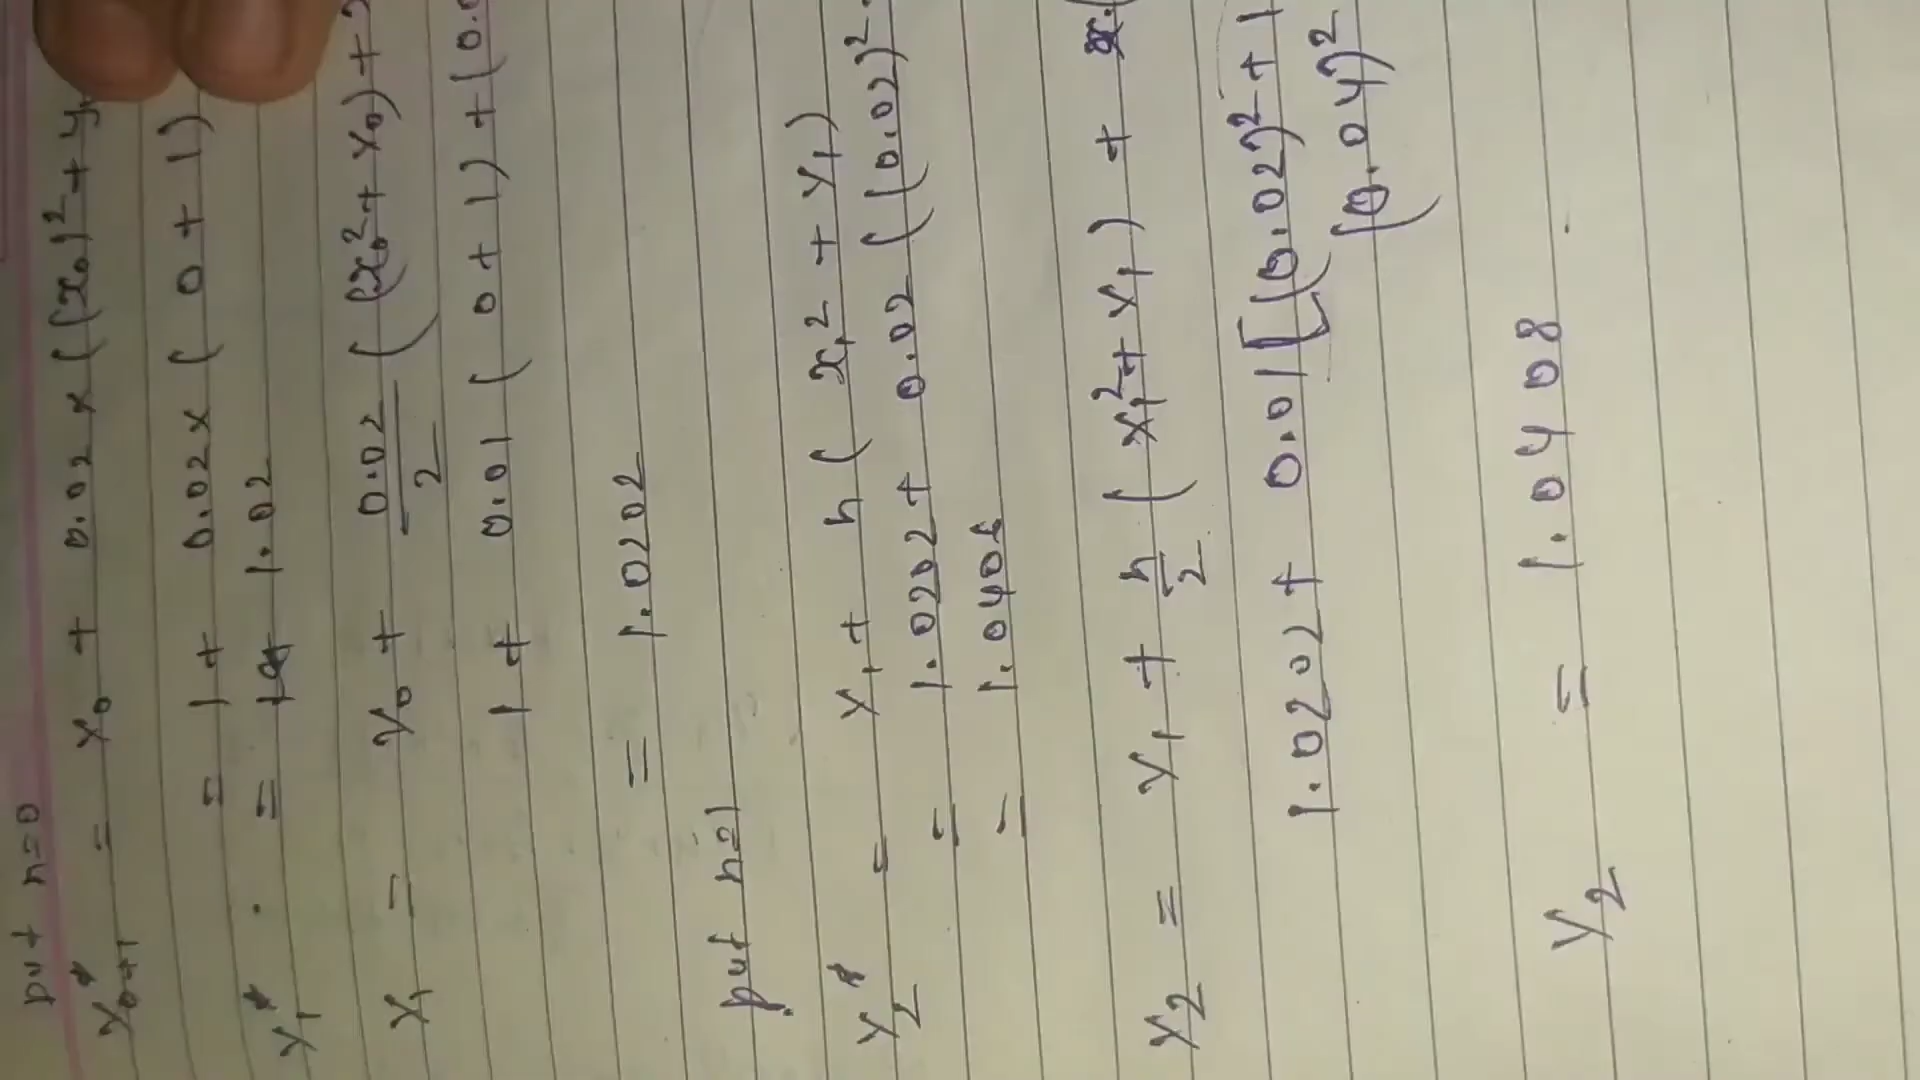 put n=0
y*₀₊₁ = y₀ + 0.02 × ((x₀)² + y
= 1 + 0.02 × (0 + 1)
y₁* = 1.02
y₁ = y₀ + 0.02/2 ((x₀² + y₀) +
1 + 0.01 (0 + 1) + (0.0
= 1.0202
put n=1
y₂* = y₁ + h (x₁² + y₁)
= 1.0202 + 0.02 ((0.02)²
= 1.0406
y₂ = y₁ + h/2 (x₁² + y₁) +
1.0202 + 0.01 [(0.02)² + 1
(0.04)²
y₂ = 1.0408